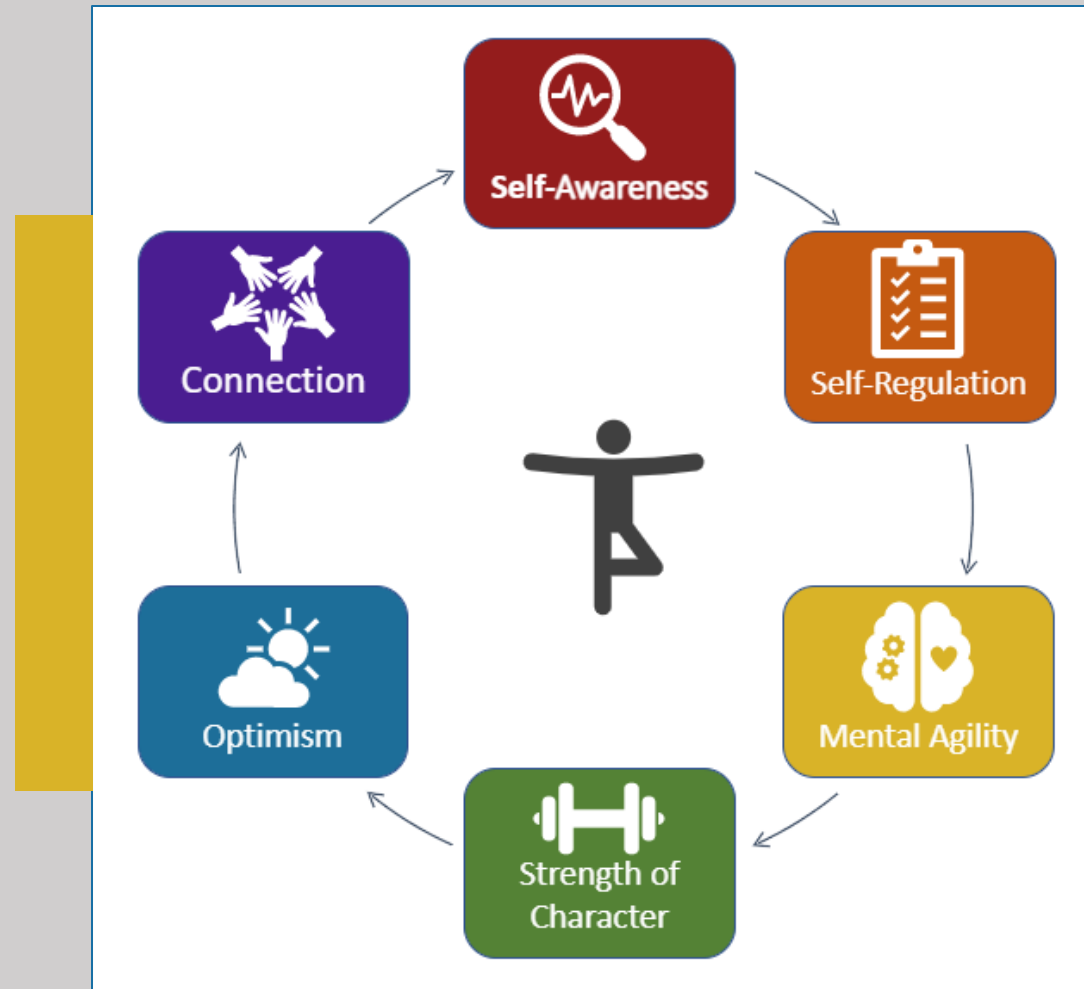 Self-Awareness
Self-Regulation
Mental Agility
Strength of
Character
Optimism
Connection